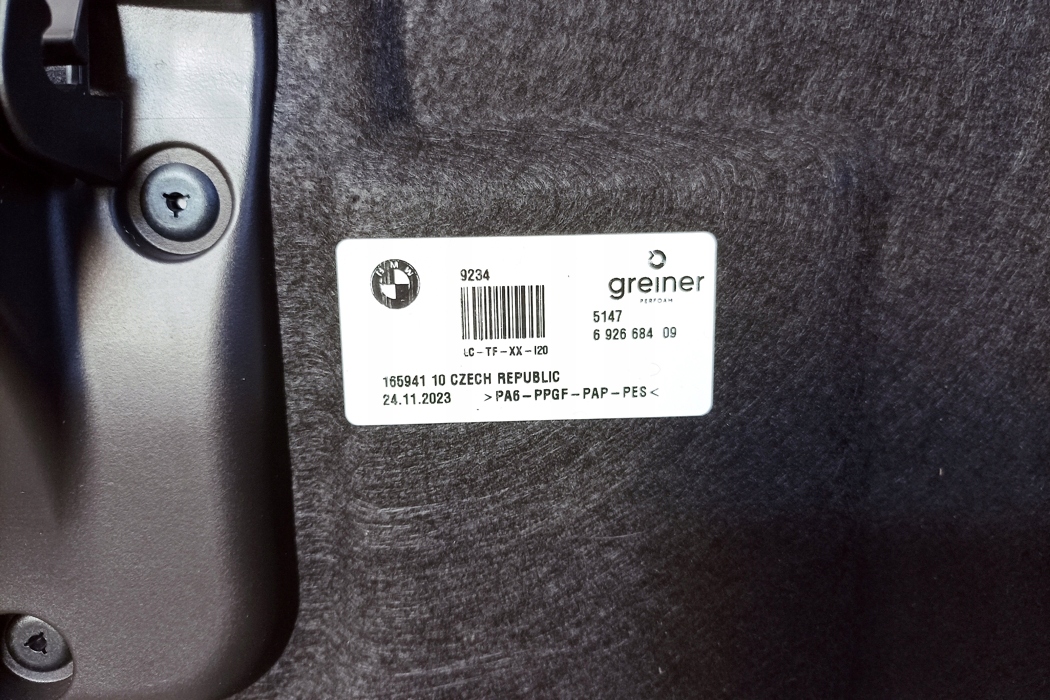 BMW
9234
greiner
PERFOAM
5147
6 926 684 09
LC-TF-XX-I20
165941 10 CZECH REPUBLIC
24.11.2023 >PA6-PPGF-PAP-PES<